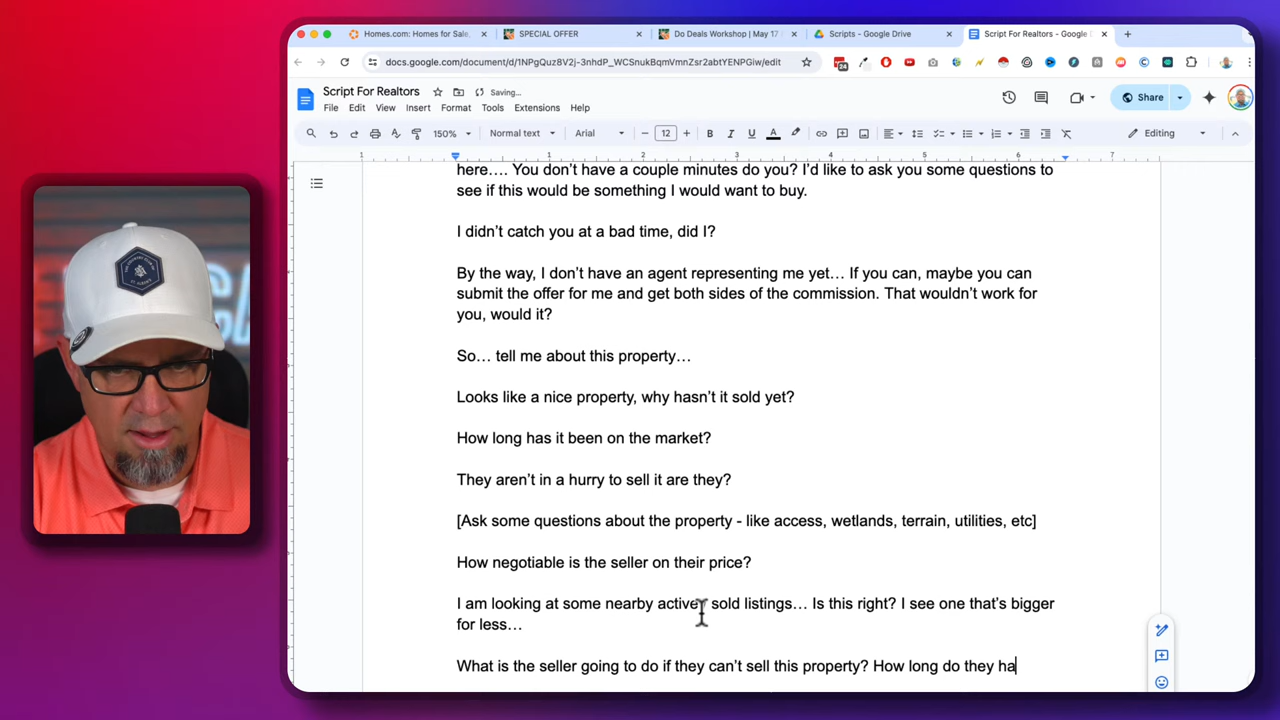 Homes.com: Homes for Sale,
SPECIAL OFFER
Do Deals Workshop | May 17
Scripts - Google Drive
Script For Realtors - Google
docs.google.com/document/d/1NPgQuz8V2j-3nhdP_WCSnukBqmVmnZsr2abtYENPGiw/edit
24
Script For Realtors
Saving…
File Edit View Insert Format Tools Extensions Help
Share
150% Normal text Arial 12 B I U A Editing
1 1 2 3 4 5 6 7
here…. You don’t have a couple minutes do you? I’d like to ask you some questions to
see if this would be something I would want to buy.
I didn’t catch you at a bad time, did I?
By the way, I don’t have an agent representing me yet… If you can, maybe you can
submit the offer for me and get both sides of the commission. That wouldn’t work for
you, would it?
So… tell me about this property…
Looks like a nice property, why hasn’t it sold yet?
How long has it been on the market?
They aren’t in a hurry to sell it are they?
[Ask some questions about the property - like access, wetlands, terrain, utilities, etc]
How negotiable is the seller on their price?
I am looking at some nearby active/ sold listings… Is this right? I see one that’s bigger
for less…
What is the seller going to do if they can’t sell this property? How long do they ha